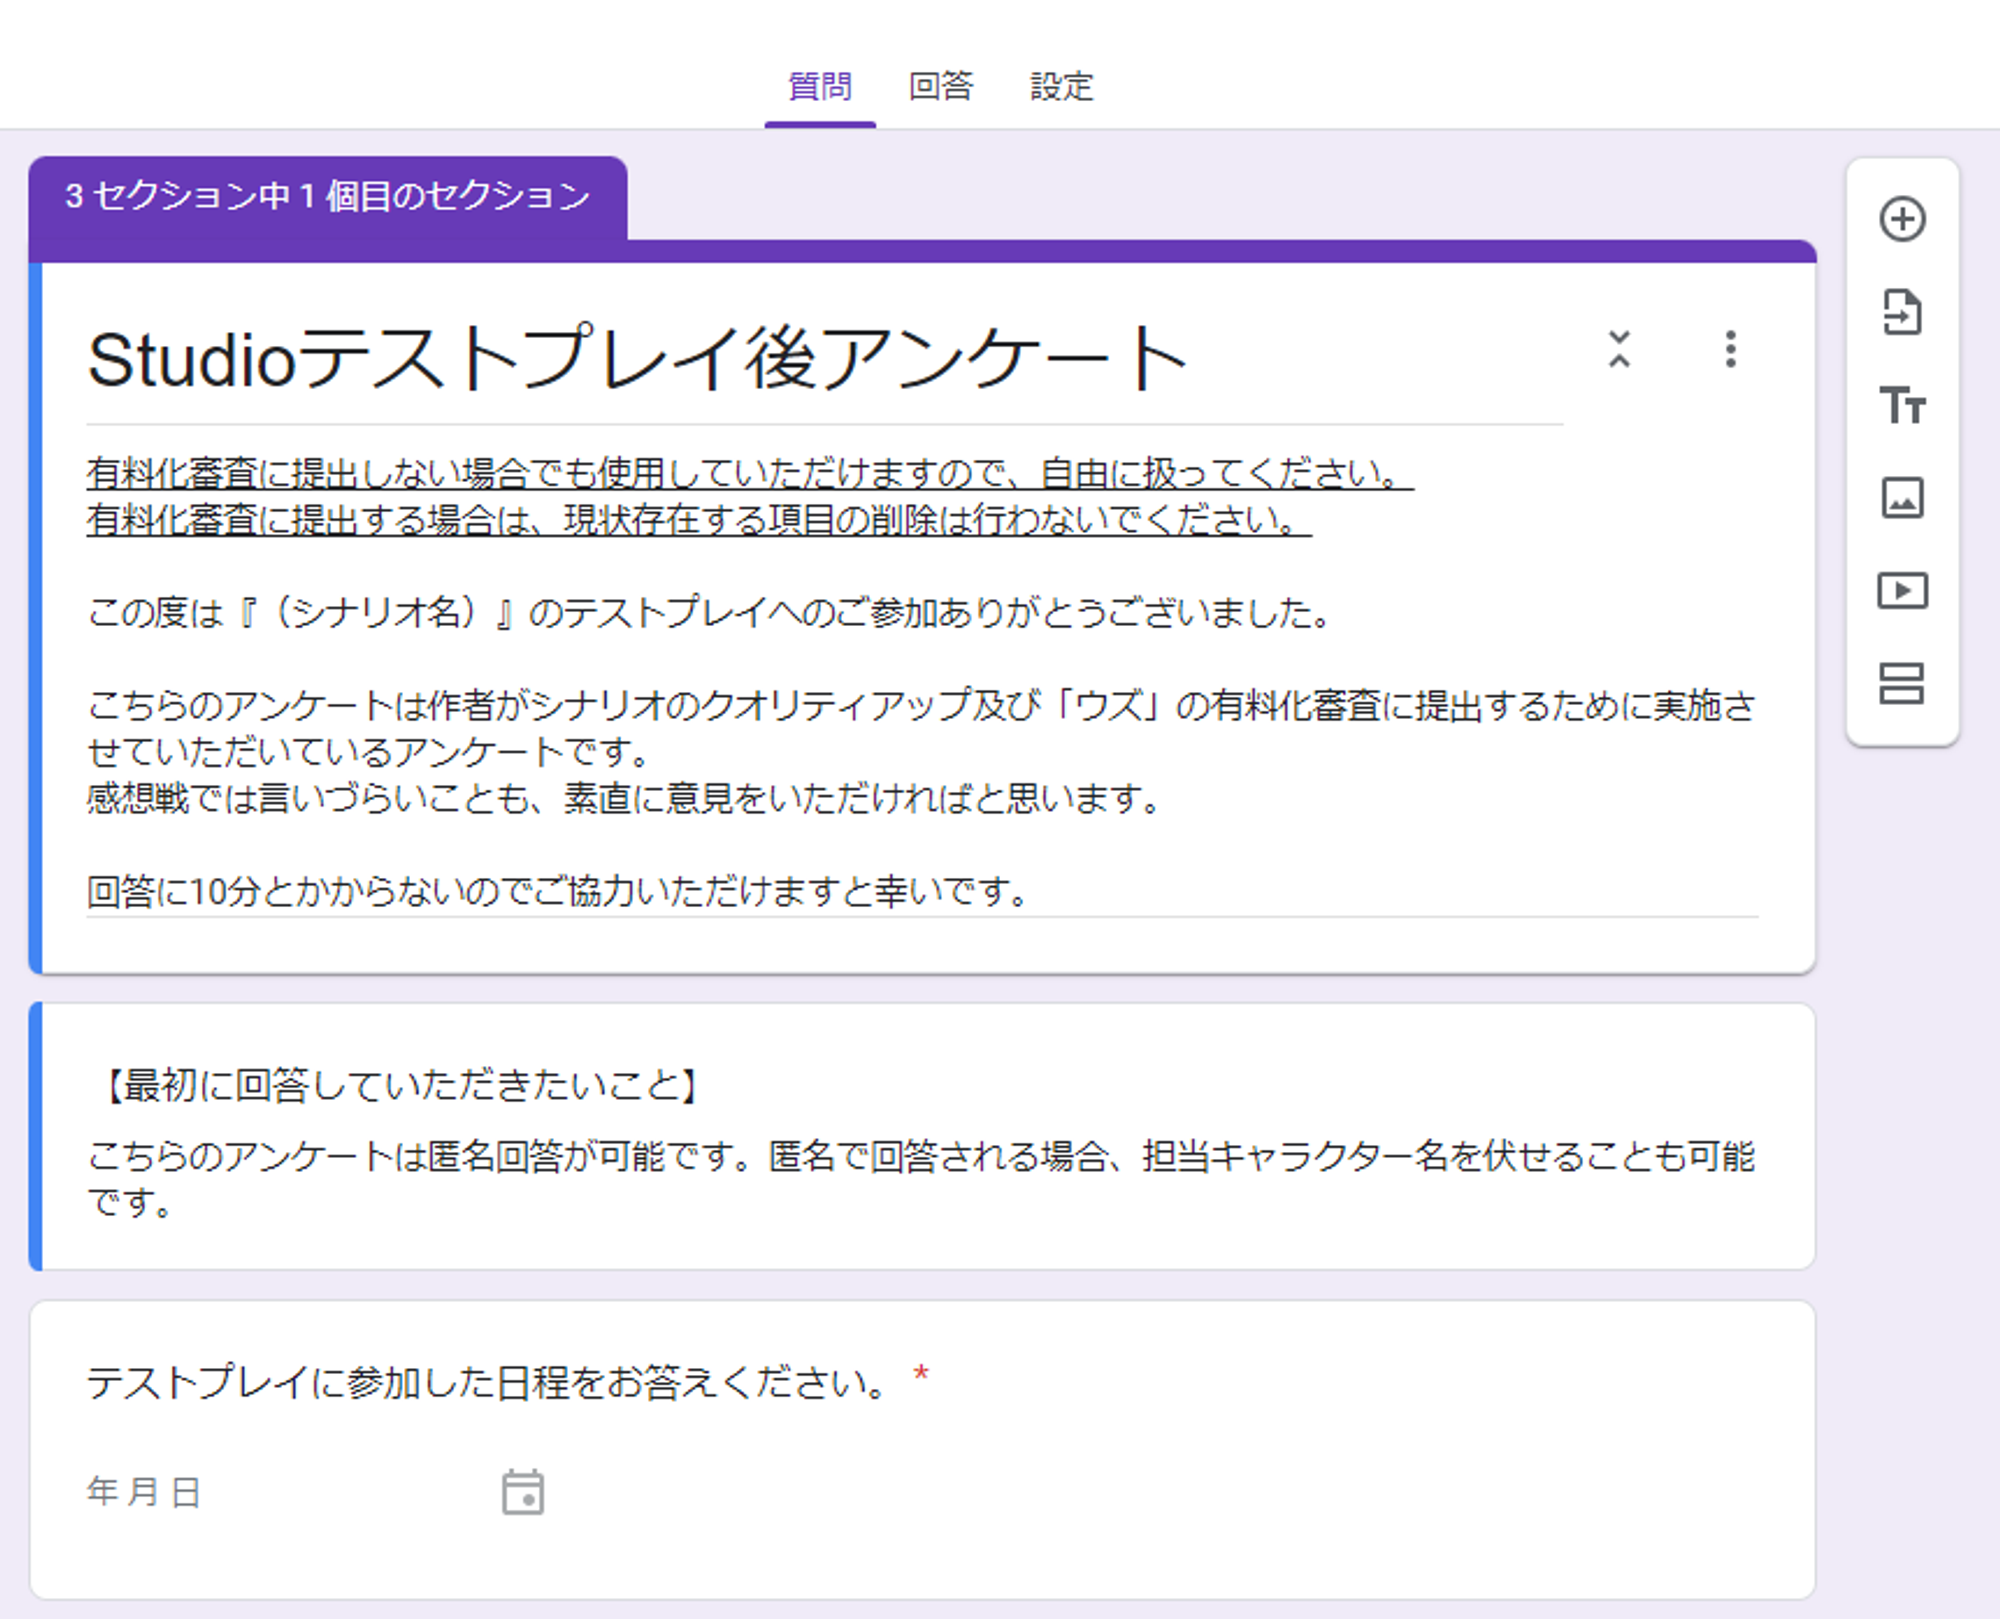 質問 回答 設定
3 セクション中 1 個目のセクション
Studioテストプレイ後アンケート
有料化審査に提出しない場合でも使用していただけますので、自由に扱ってください。
有料化審査に提出する場合は、現状存在する項目の削除は行わないでください。
この度は『（シナリオ名）』のテストプレイへのご参加ありがとうございました。
こちらのアンケートは作者がシナリオのクオリティアップ及び「ウズ」の有料化審査に提出するために実施さ
せていただいているアンケートです。
感想戦では言いづらいことも、素直に意見をいただければと思います。
回答に10分とかからないのでご協力いただけますと幸いです。
【最初に回答していただきたいこと】
こちらのアンケートは匿名回答が可能です。匿名で回答される場合、担当キャラクター名を伏せることも可能
です。
テストプレイに参加した日程をお答えください。 *
年 月 日